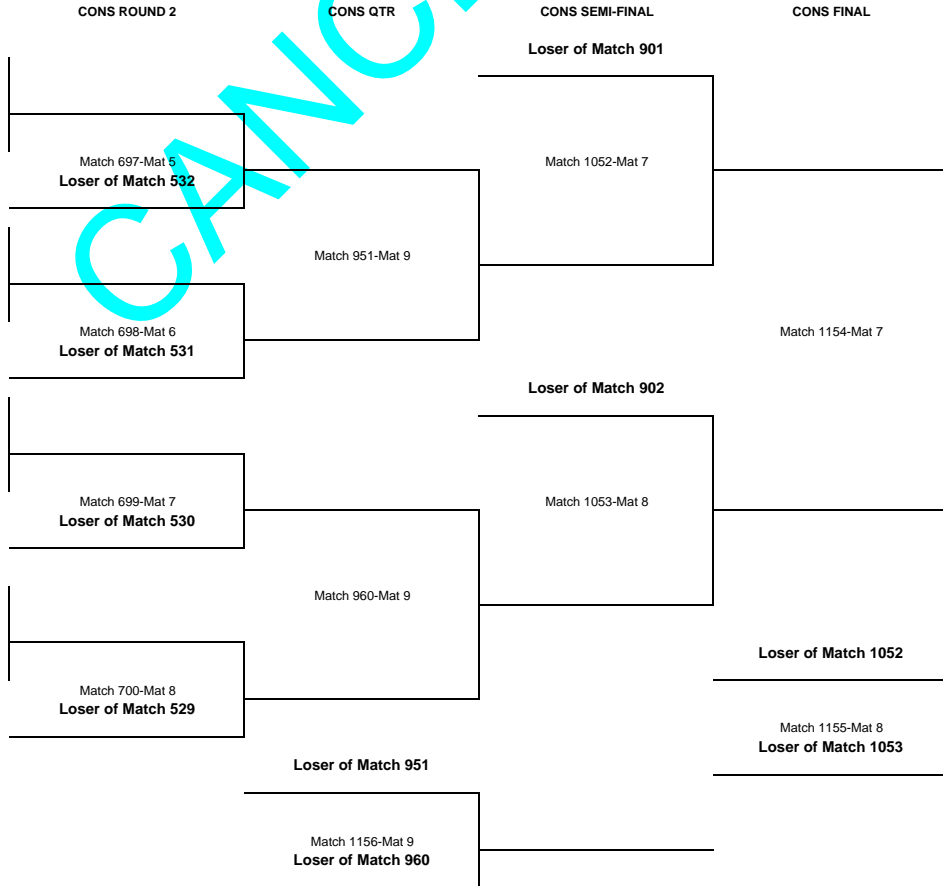 CONS ROUND 2
CONS QTR
CONS SEMI-FINAL
CONS FINAL
Loser of Match 901
Match 697-Mat 5
Loser of Match 532
Match 1052-Mat 7
Match 951-Mat 9
Match 698-Mat 6
Loser of Match 531
Match 1154-Mat 7
Loser of Match 902
Match 699-Mat 7
Loser of Match 530
Match 1053-Mat 8
Match 960-Mat 9
Loser of Match 1052
Match 700-Mat 8
Loser of Match 529
Match 1155-Mat 8
Loser of Match 1053
Loser of Match 951
Match 1156-Mat 9
Loser of Match 960